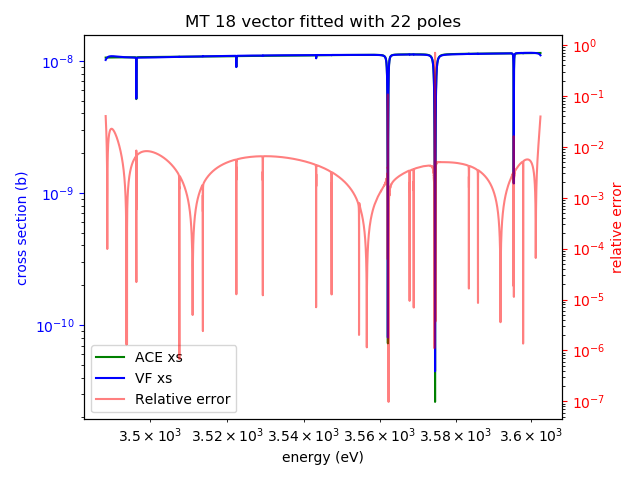 MT 18 vector fitted with 22 poles
10⁻⁸
10⁻⁹
10⁻¹⁰
cross section (b)
10⁰
10⁻¹
10⁻²
10⁻³
10⁻⁴
10⁻⁵
10⁻⁶
10⁻⁷
relative error
ACE xs
VF xs
Relative error
3.5 × 10³ 3.52 × 10³ 3.54 × 10³ 3.56 × 10³ 3.58 × 10³ 3.6 × 10³
energy (eV)